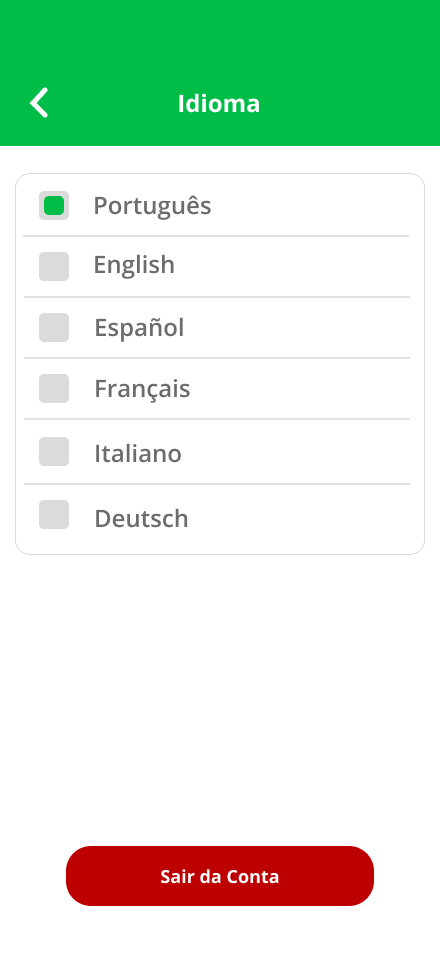 Idioma
Português
English
Español
Français
Italiano
Deutsch
Sair da Conta